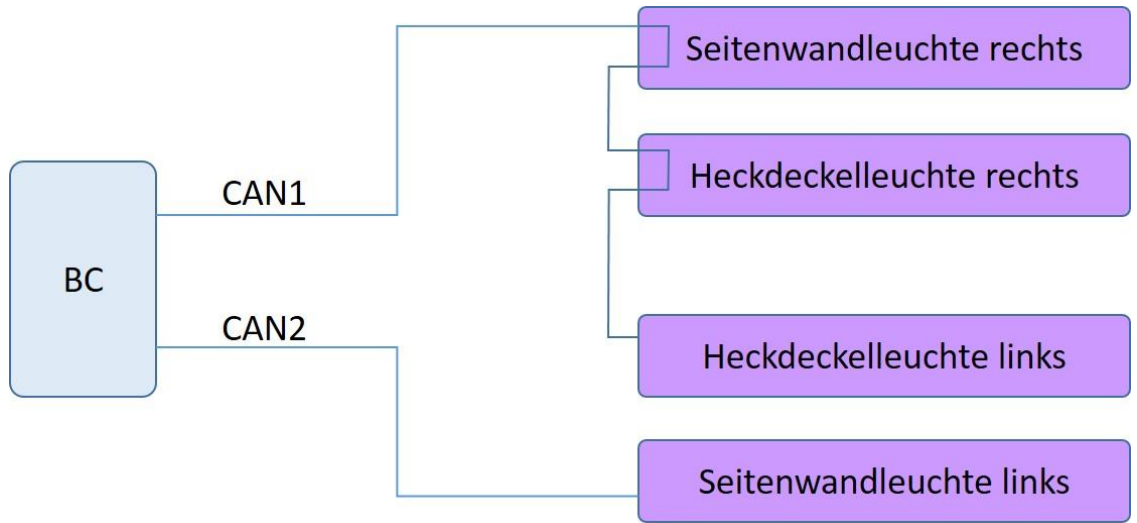 Seitenwandleuchte rechts
Heckdeckelleuchte rechts
CAN1
BC
CAN2
Heckdeckelleuchte links
Seitenwandleuchte links